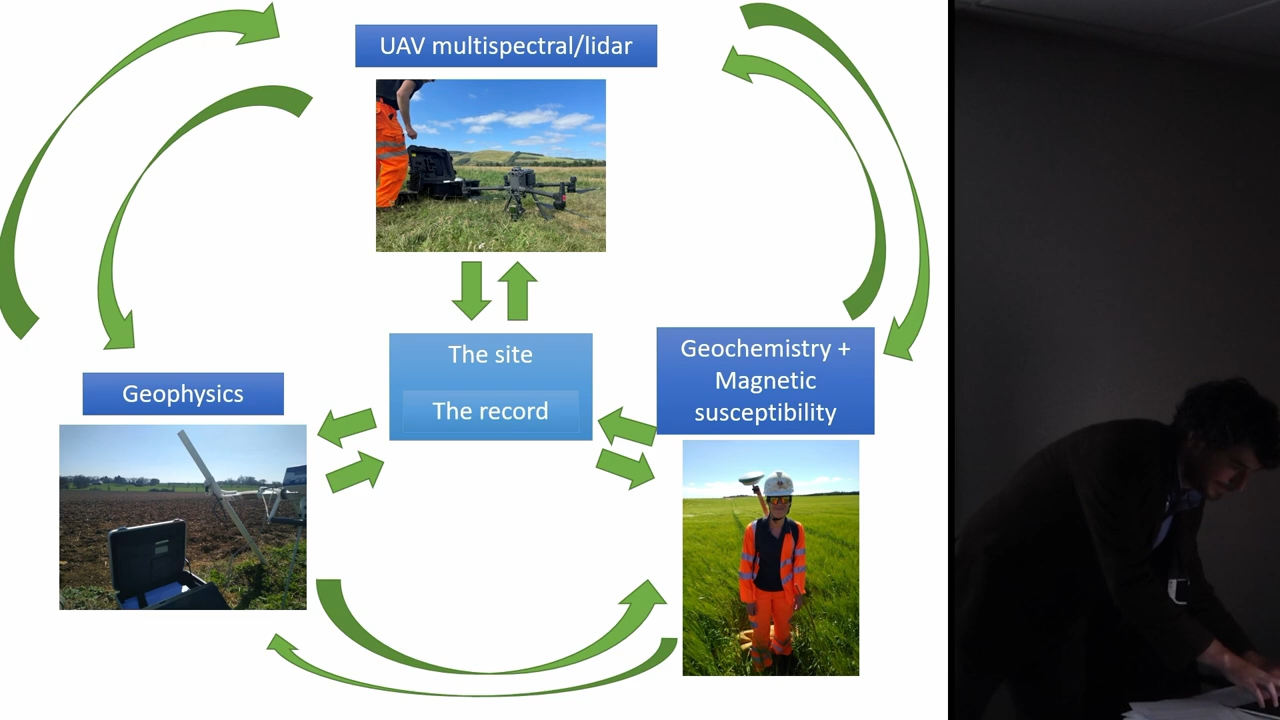 UAV multispectral/lidar
The site
The record
Geophysics
Geochemistry +
Magnetic
susceptibility